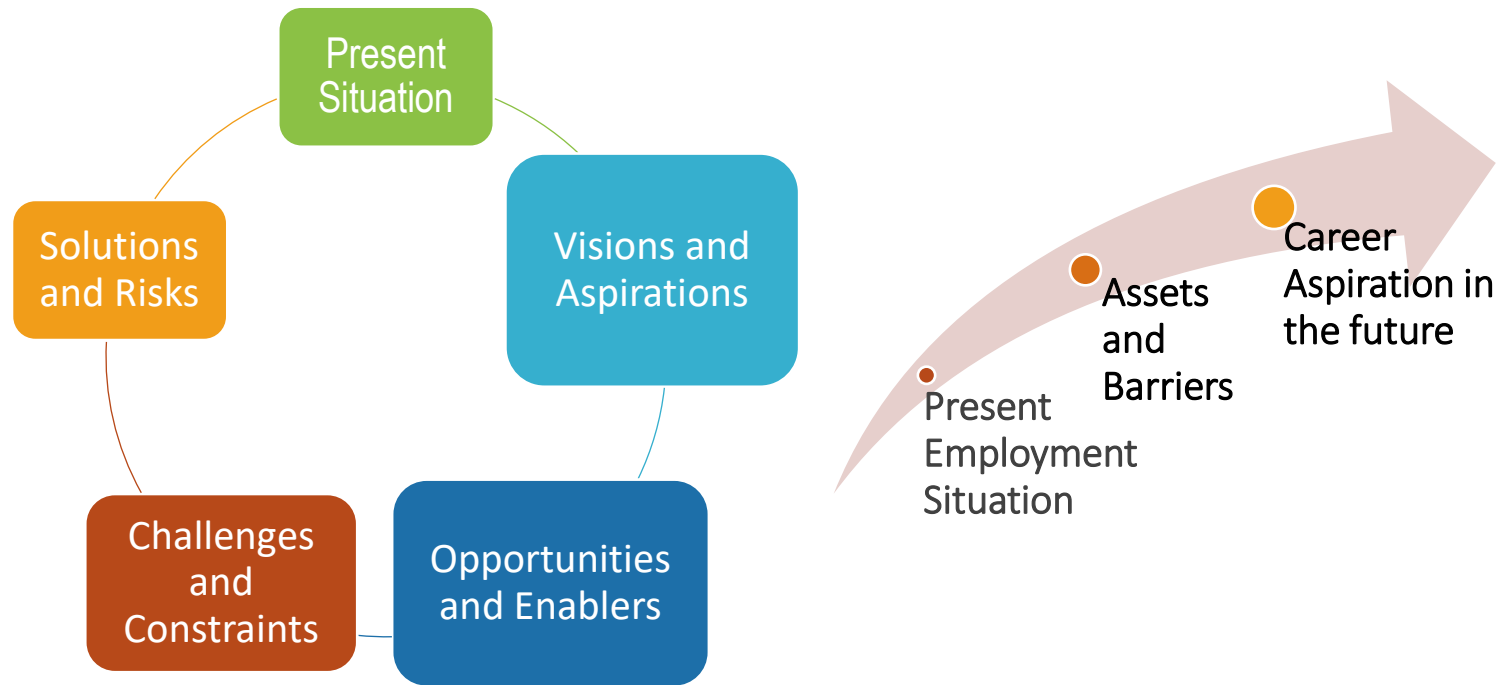 Present
Situation
Visions and
Aspirations
Opportunities
and Enablers
Challenges
and
Constraints
Solutions
and Risks
Present
Employment
Situation
Assets
and
Barriers
Career
Aspiration in
the future